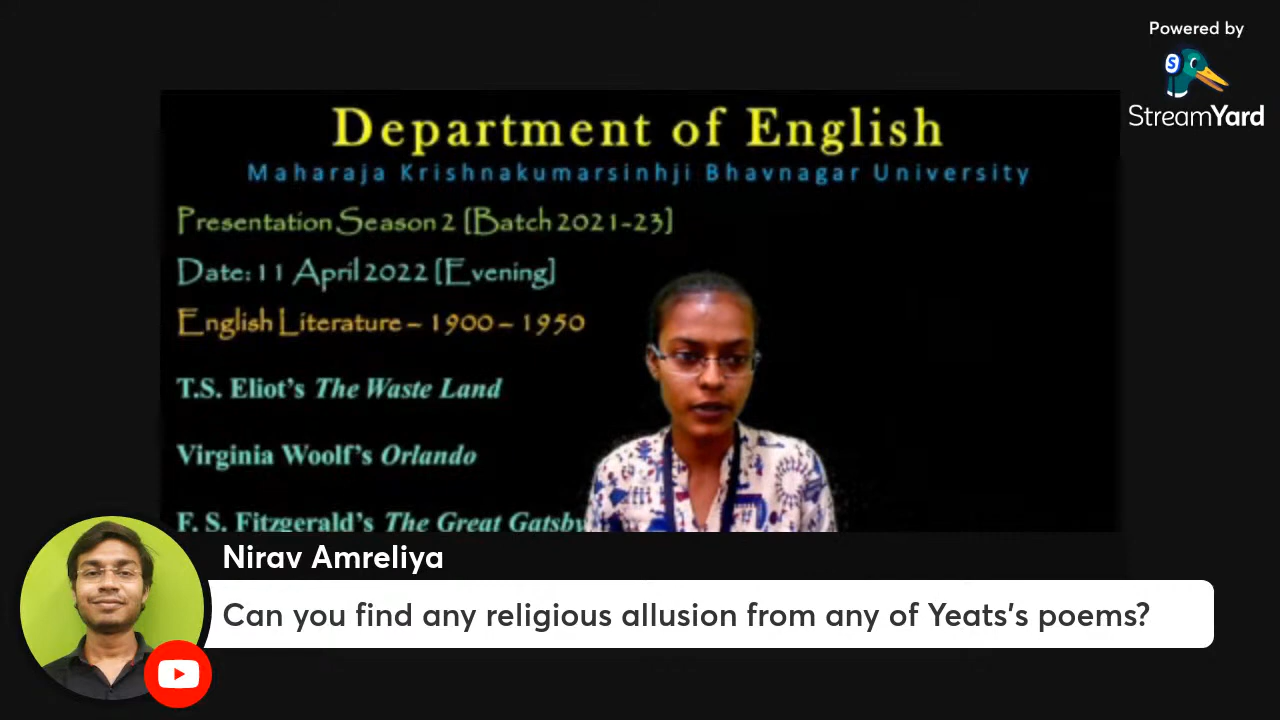 Powered by
StreamYard
Department of English
Maharaja Krishnakumarsinhji Bhavnagar University
Presentation Season 2 [Batch 2021-23]
Date: 11 April 2022 [Evening]
English Literature – 1900 – 1950
T.S. Eliot's The Waste Land
Virginia Woolf's Orlando
F. S. Fitzgerald's The Great Gatsby
Nirav Amreliya
Can you find any religious allusion from any of Yeats's poems?